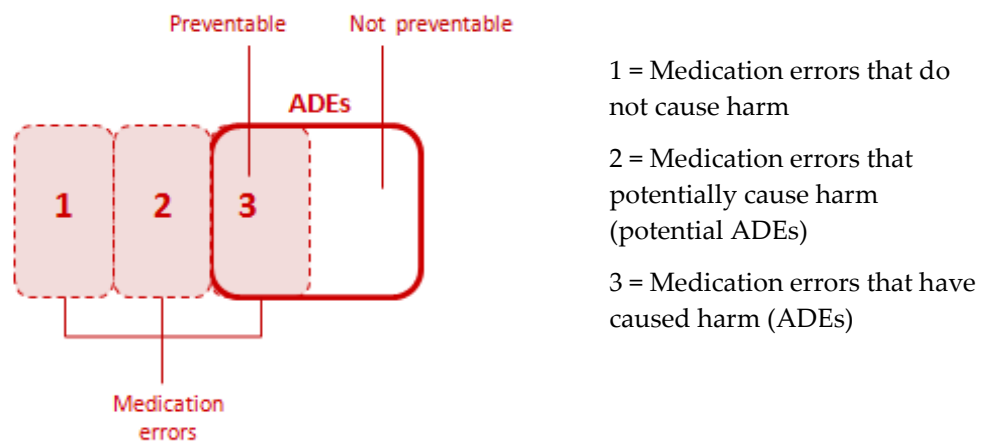 Preventable
Not preventable
ADEs
1
2
3
Medication
errors
1 = Medication errors that do
not cause harm
2 = Medication errors that
potentially cause harm
(potential ADEs)
3 = Medication errors that have
caused harm (ADEs)